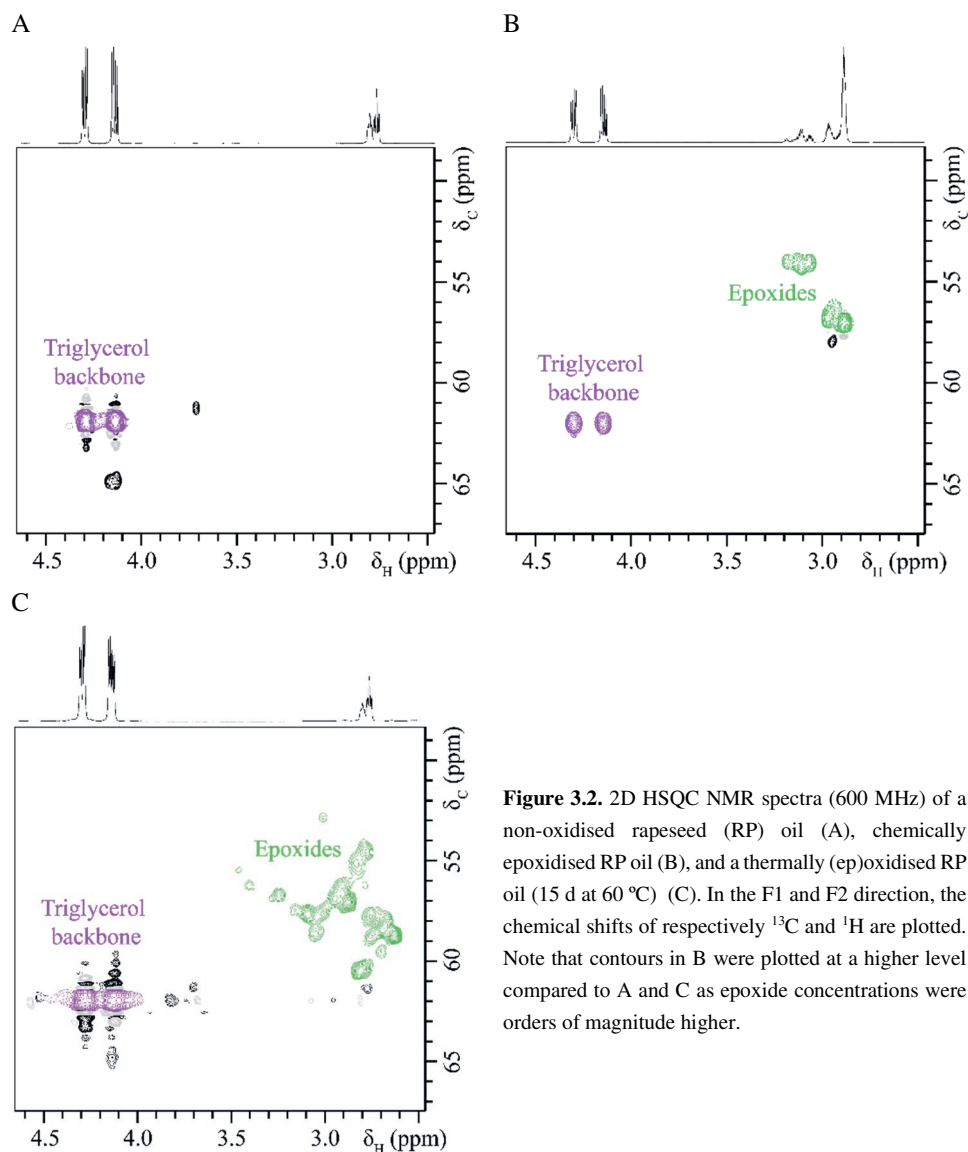 A
δC (ppm)
55
60
65
Triglycerol
backbone
4.5 4.0 3.5 3.0
δH (ppm)
B
δC (ppm)
55
60
65
Epoxides
Triglycerol
backbone
4.5 4.0 3.5 3.0
δH (ppm)
C
δC (ppm)
55
60
65
Epoxides
Triglycerol
backbone
4.5 4.0 3.5 3.0
δH (ppm)
Figure 3.2. 2D HSQC NMR spectra (600 MHz) of a
non-oxidised rapeseed (RP) oil (A), chemically
epoxidised RP oil (B), and a thermally (ep)oxidised RP
oil (15 d at 60 ºC) (C). In the F1 and F2 direction, the
chemical shifts of respectively ¹³C and ¹H are plotted.
Note that contours in B were plotted at a higher level
compared to A and C as epoxide concentrations were
orders of magnitude higher.